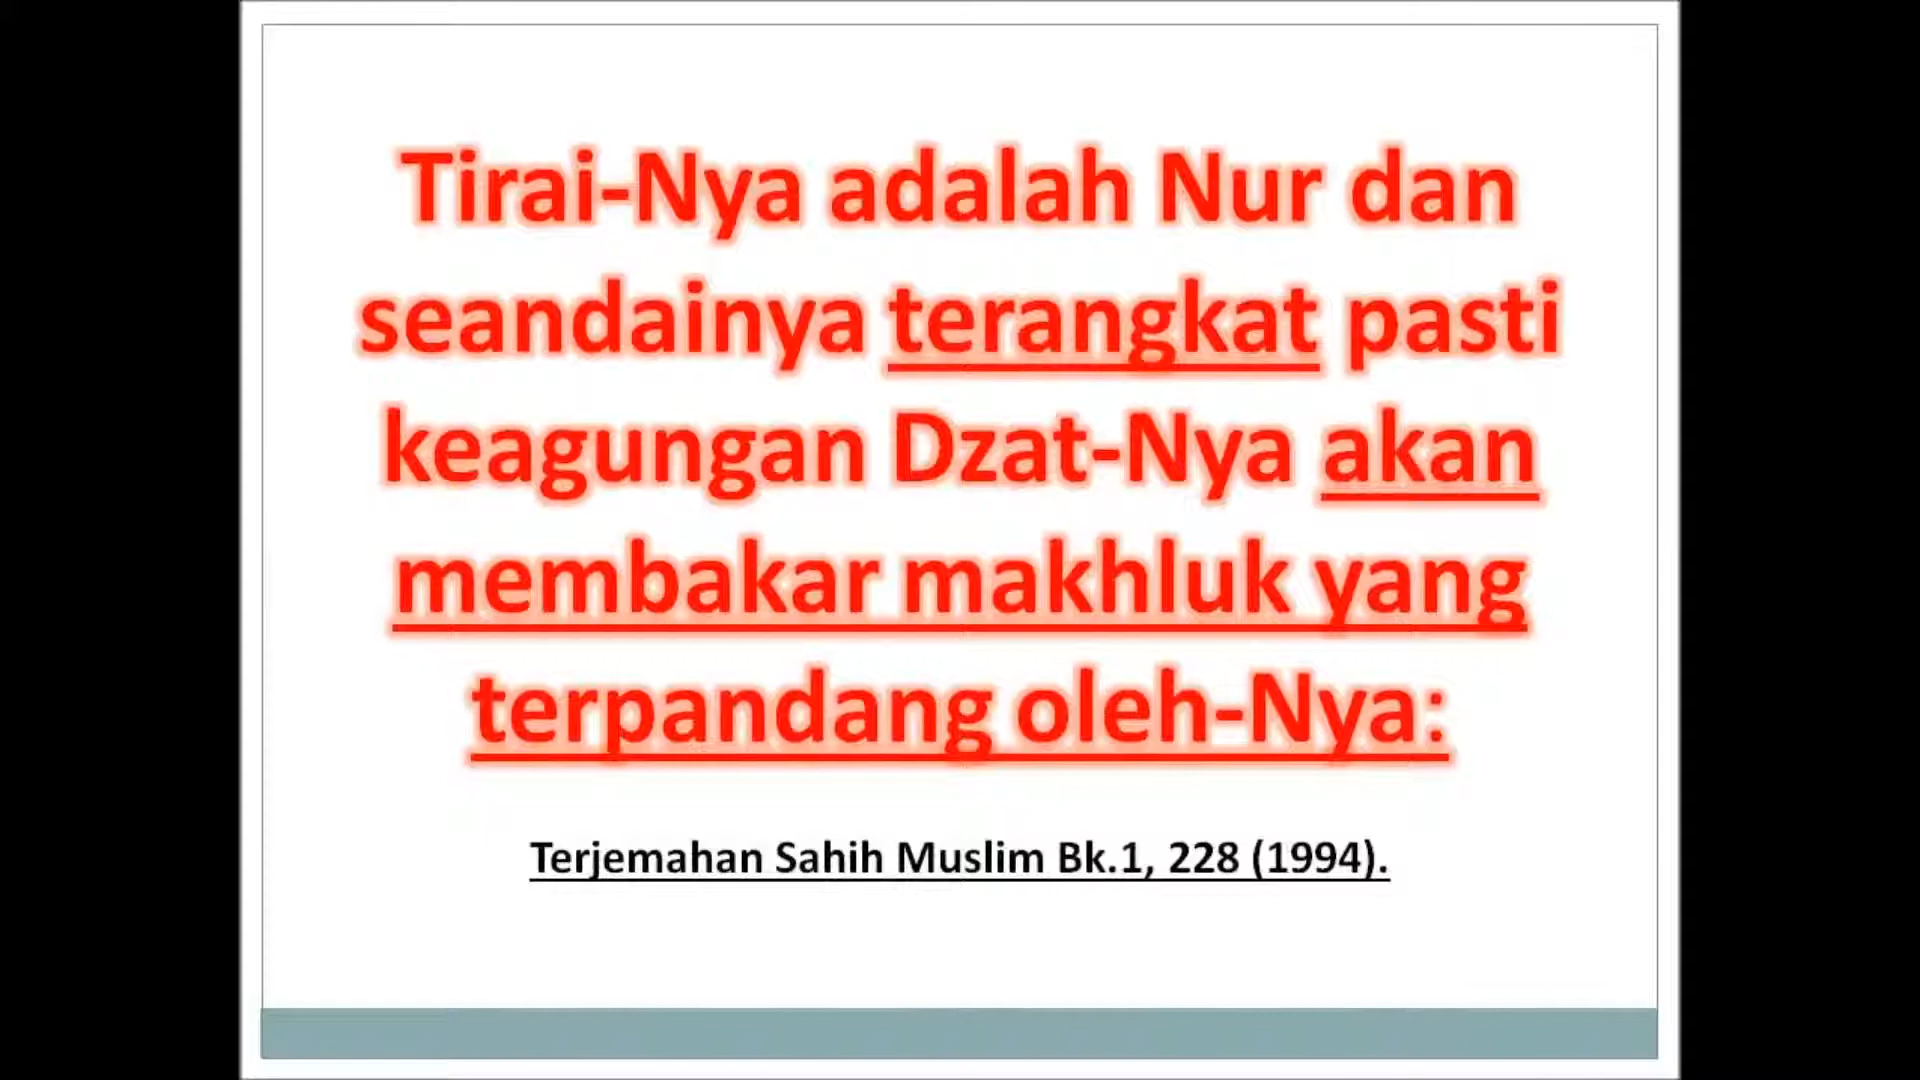 Tirai-Nya adalah Nur dan
seandainya terangkat pasti
keagungan Dzat-Nya akan
membakar makhluk yang
terpandang oleh-Nya:
Terjemahan Sahih Muslim Bk.1, 228 (1994).